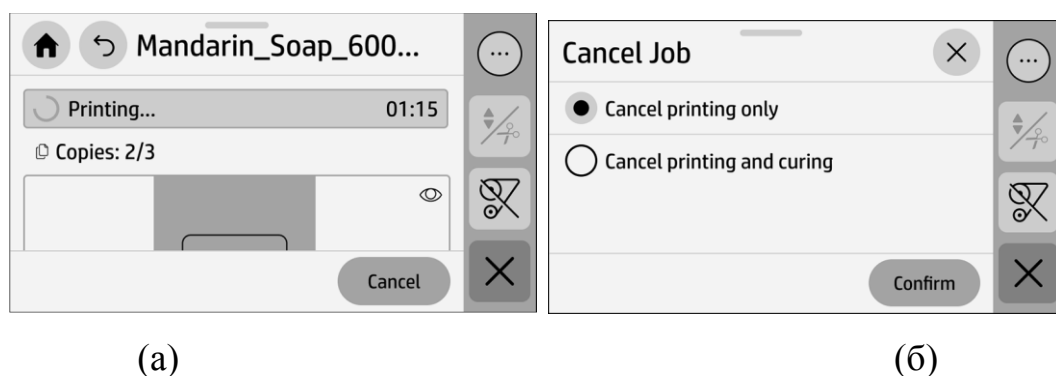 Mandarin_Soap_600...
Printing... 01:15
Copies: 2/3
Cancel
Cancel Job
Cancel printing only
Cancel printing and curing
Confirm
(а) (б)